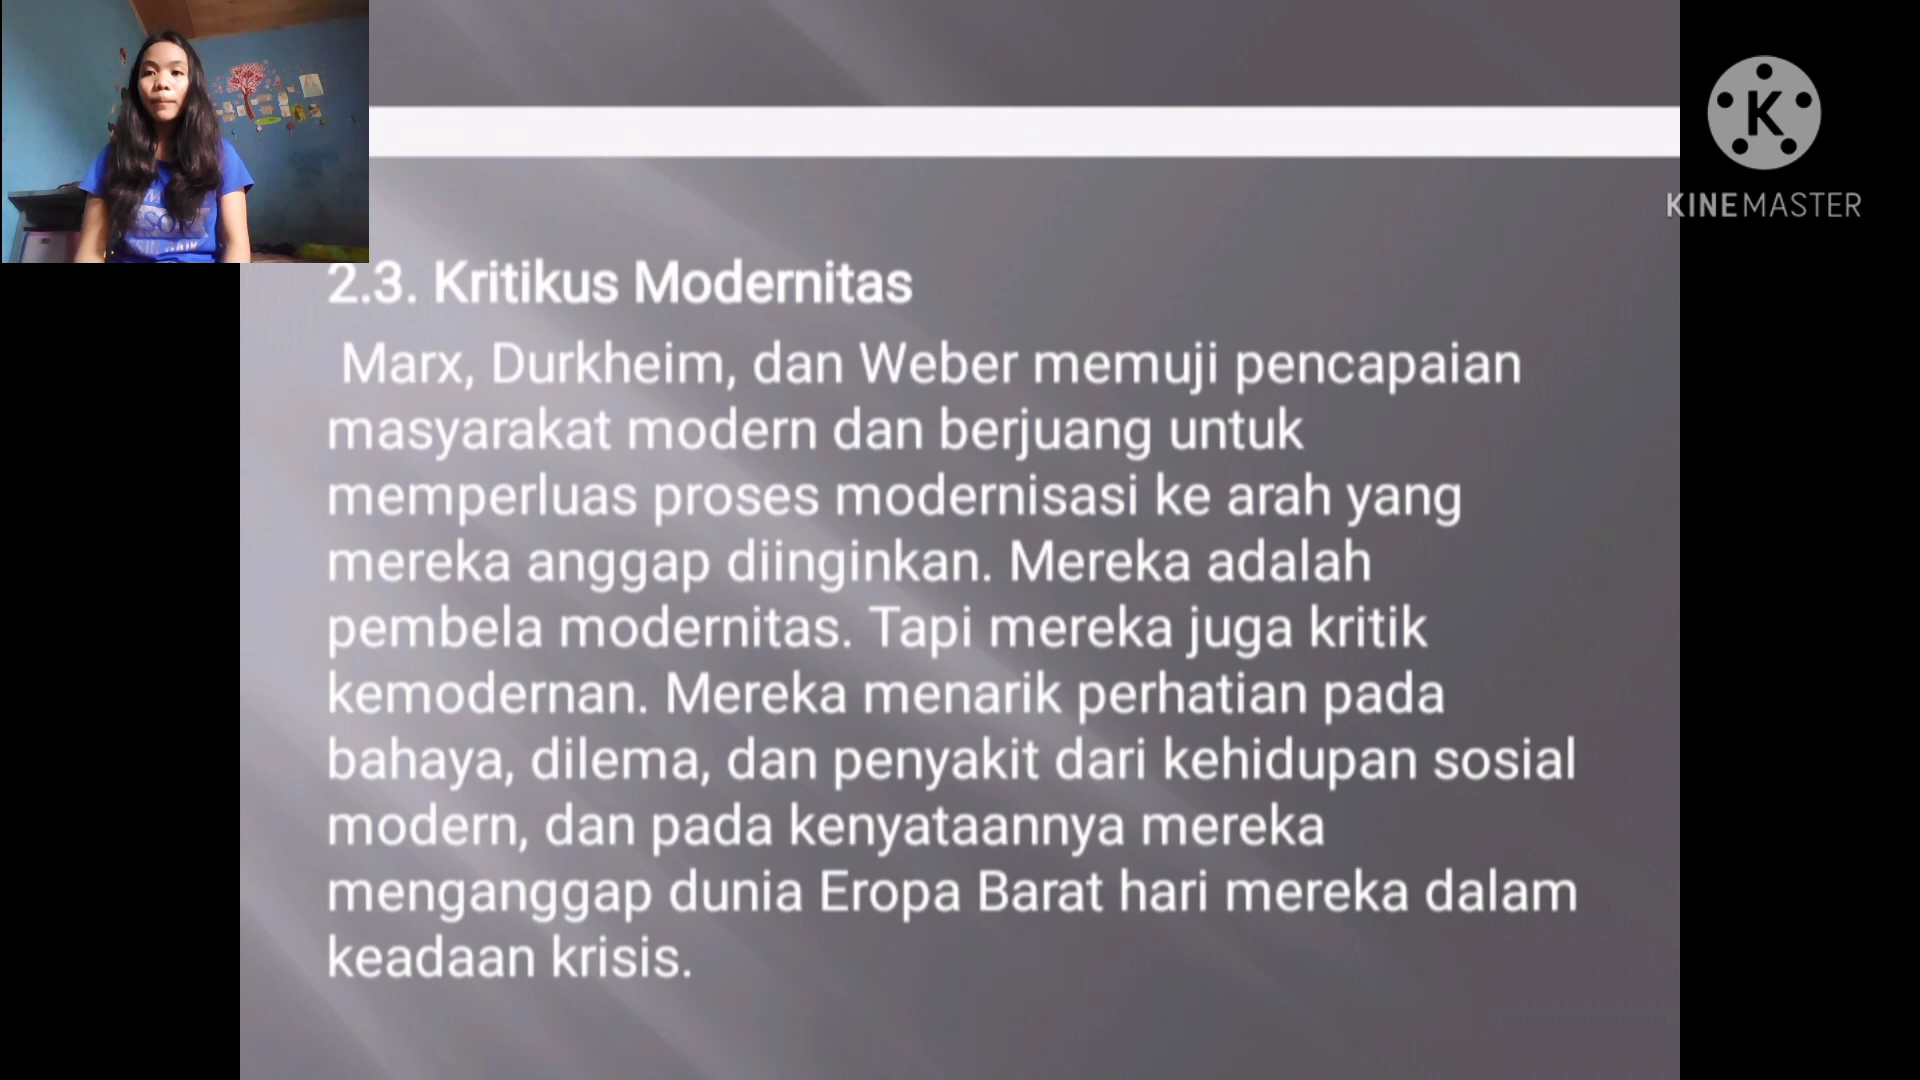 2.3. Kritikus Modernitas
Marx, Durkheim, dan Weber memuji pencapaian
masyarakat modern dan berjuang untuk
memperluas proses modernisasi ke arah yang
mereka anggap diinginkan. Mereka adalah
pembela modernitas. Tapi mereka juga kritik
kemodernan. Mereka menarik perhatian pada
bahaya, dilema, dan penyakit dari kehidupan sosial
modern, dan pada kenyataannya mereka
menganggap dunia Eropa Barat hari mereka dalam
keadaan krisis.
K
KINEMASTER